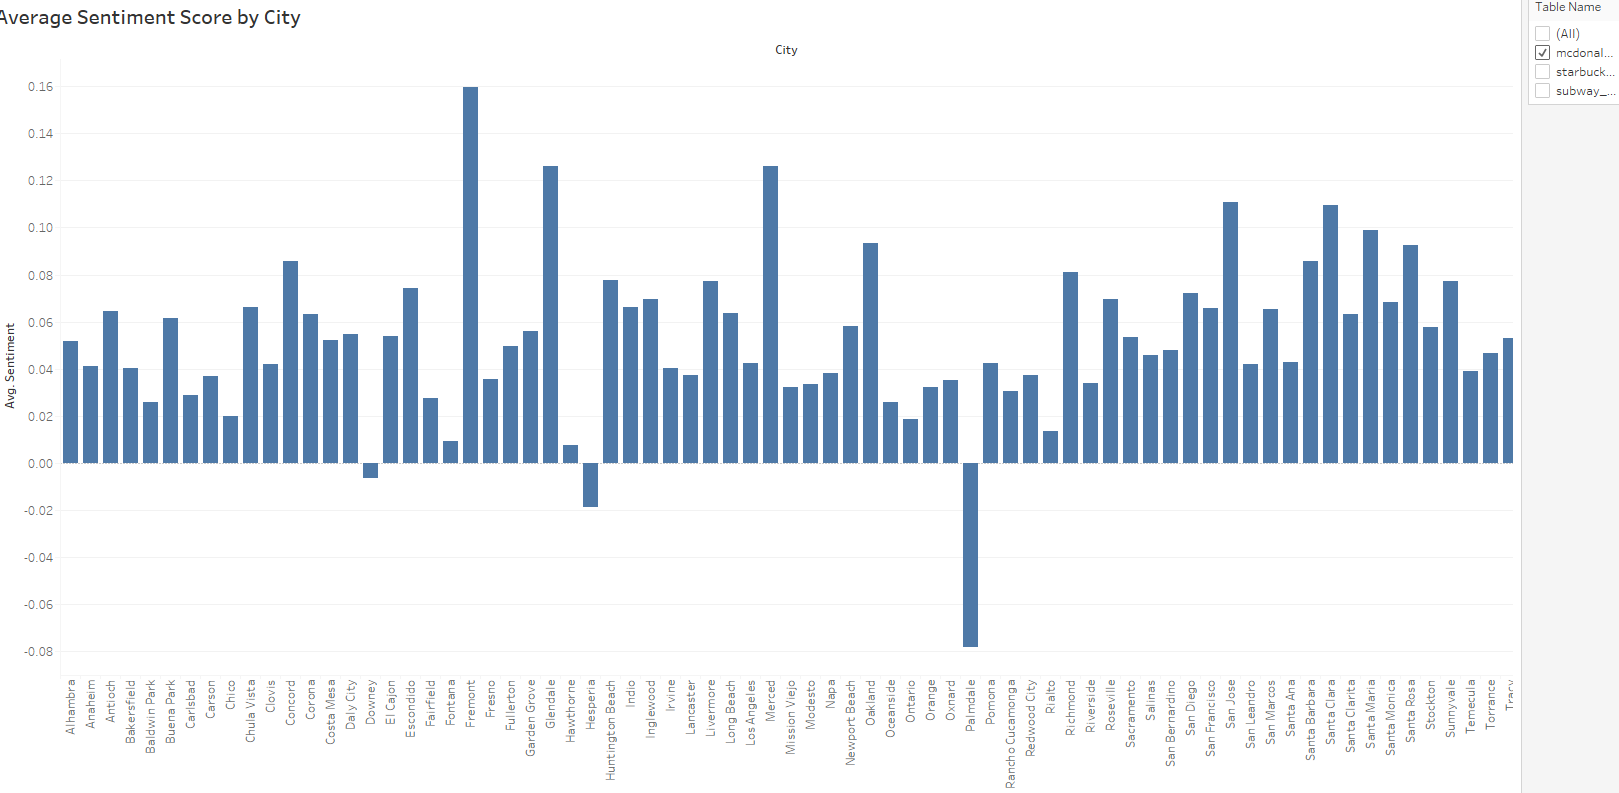 Average Sentiment Score by City
City
Avg. Sentiment
0.16
0.14
0.12
0.10
0.08
0.06
0.04
0.02
0.00
-0.02
-0.04
-0.06
-0.08
Alhambra
Anaheim
Antioch
Bakersfield
Baldwin Park
Buena Park
Carlsbad
Carson
Chico
Chula Vista
Clovis
Concord
Corona
Costa Mesa
Daly City
Downey
El Cajon
Escondido
Fairfield
Fontana
Fremont
Fresno
Fullerton
Garden Grove
Glendale
Hawthorne
Hesperia
Huntington Beach
Indio
Inglewood
Irvine
Lancaster
Livermore
Long Beach
Los Angeles
Merced
Mission Viejo
Modesto
Napa
Newport Beach
Oakland
Oceanside
Ontario
Orange
Oxnard
Palmdale
Pomona
Rancho Cucamonga
Redwood City
Rialto
Richmond
Riverside
Roseville
Sacramento
Salinas
San Bernardino
San Diego
San Francisco
San Jose
San Leandro
San Marcos
Santa Ana
Santa Barbara
Santa Clara
Santa Clarita
Santa Maria
Santa Monica
Santa Rosa
Stockton
Sunnyvale
Temecula
Torrance
Tracy
Table Name
(All)
mcdonal...
starbuck...
subway_...